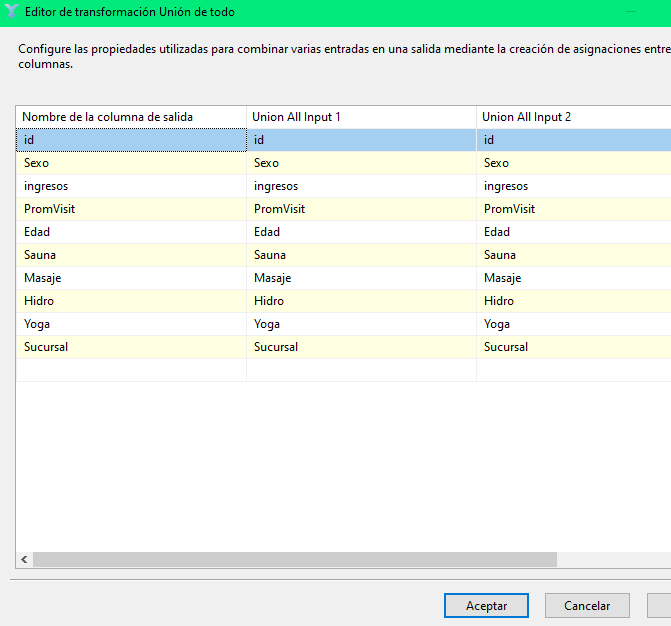 Editor de transformación Unión de todo
Configure las propiedades utilizadas para combinar varias entradas en una salida mediante la creación de asignaciones entre
columnas.
Nombre de la columna de salida Union All Input 1 Union All Input 2
id id id
Sexo Sexo Sexo
ingresos ingresos ingresos
PromVisit PromVisit PromVisit
Edad Edad Edad
Sauna Sauna Sauna
Masaje Masaje Masaje
Hidro Hidro Hidro
Yoga Yoga Yoga
Sucursal Sucursal Sucursal
Aceptar Cancelar